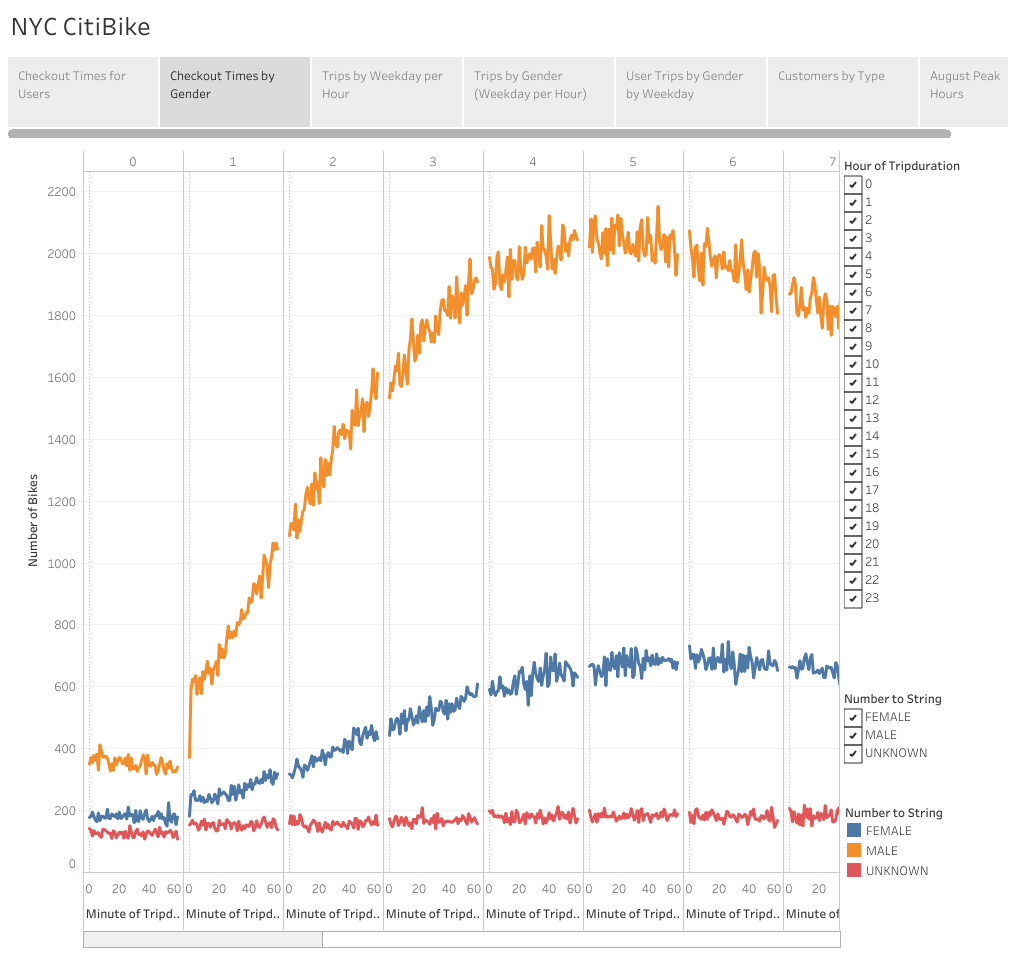 NYC CitiBike
Checkout Times for
Users
Checkout Times by
Gender
Trips by Weekday per
Hour
Trips by Gender
(Weekday per Hour)
User Trips by Gender
by Weekday
Customers by Type
August Peak
Hours
0 1 2 3 4 5 6 7
2200
2000
1800
1600
1400
1200
1000
800
600
400
200
0
Number of Bikes
0 20 40 60 0 20 40 60 0 20 40 60 0 20 40 60 0 20 40 60 0 20 40 60 0 20 40 60 0 20
Minute of Tripd.. Minute of Tripd.. Minute of Tripd.. Minute of Tripd.. Minute of Tripd.. Minute of Tripd.. Minute of Tripd.. Minute of
Hour of Tripduration
0
1
2
3
4
5
6
7
8
9
10
11
12
13
14
15
16
17
18
19
20
21
22
23
Number to String
FEMALE
MALE
UNKNOWN
Number to String
FEMALE
MALE
UNKNOWN